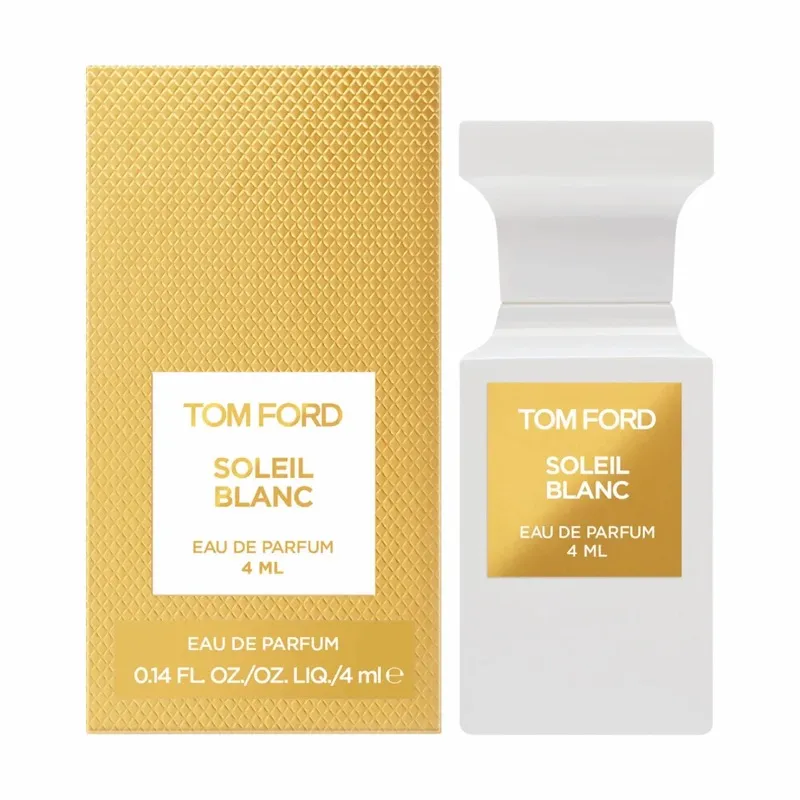 TOM FORD
SOLEIL
BLANC
EAU DE PARFUM
4 ML
EAU DE PARFUM
0.14 FL. OZ./OZ. LIQ./4 ml ℮
TOM FORD
SOLEIL
BLANC
EAU DE PARFUM
4 ML